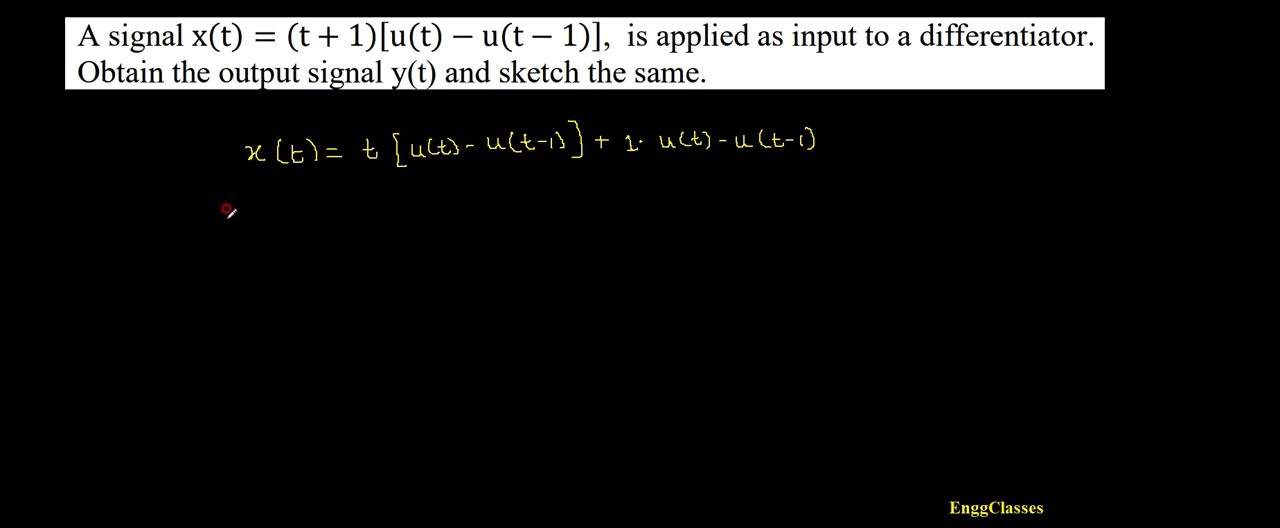 A signal x(t) = (t + 1)[u(t) − u(t − 1)], is applied as input to a differentiator.
Obtain the output signal y(t) and sketch the same.
x(t) = t [u(t) - u(t-1)] + 1. u(t) - u(t-1)
EnggClasses